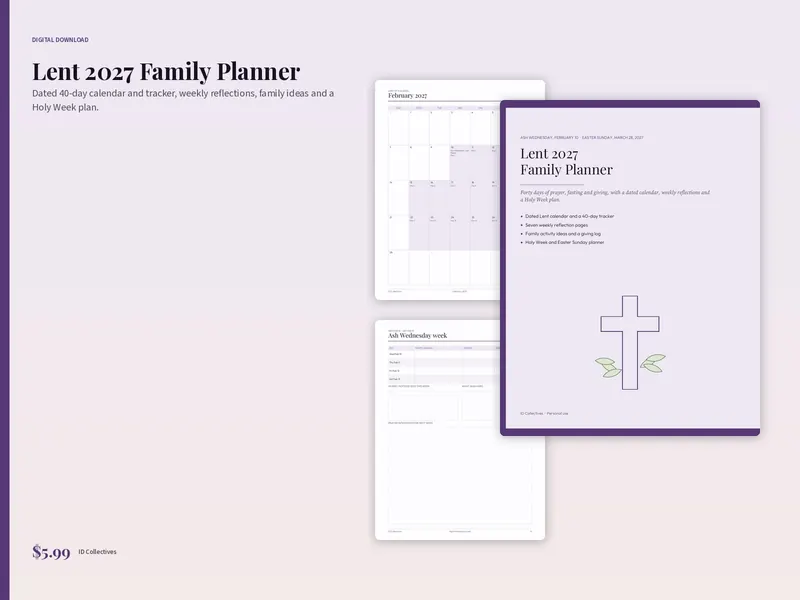 DIGITAL DOWNLOAD
Lent 2027 Family Planner
Dated 40-day calendar and tracker, weekly reflections, family ideas and a
Holy Week plan.
February 2027
ASH WEDNESDAY, FEBRUARY 10 · EASTER SUNDAY, MARCH 28, 2027
Lent 2027
Family Planner
Forty days of prayer, fasting and giving, with a dated calendar, weekly reflections and
a Holy Week plan.
• Dated Lent calendar and a 40-day tracker
• Seven weekly reflection pages
• Family activity ideas and a giving log
• Holy Week and Easter Sunday planner
ID Collectives · Personal use
Ash Wednesday week
$5.99
ID Collectives